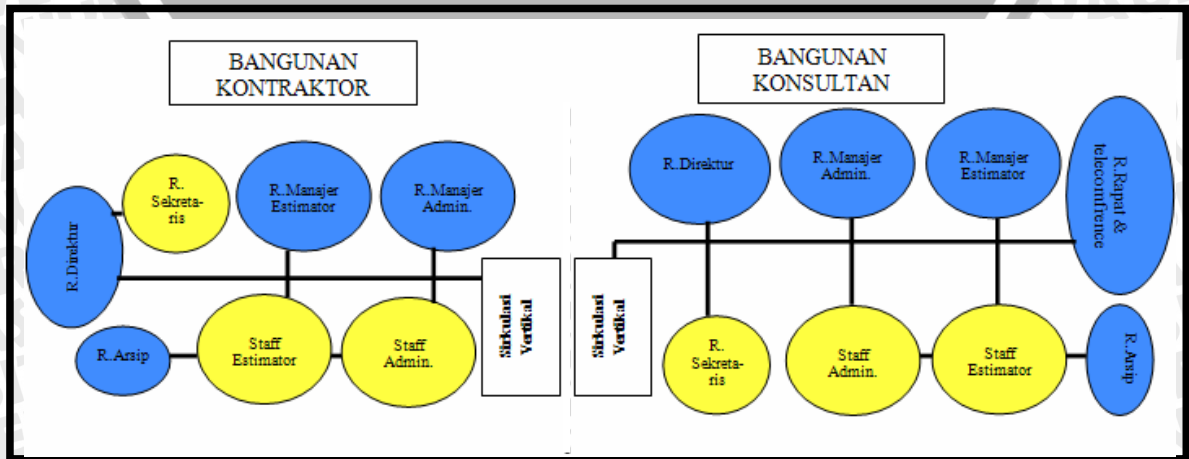 BANGUNAN
KONTRAKTOR
R.
Sekreta-
ris
R.Manajer
Estimator
R.Manajer
Admin.
R.Direktur
R.Arsip
Staff
Estimator
Staff
Admin.
Sirkulasi
Vertikal
BANGUNAN
KONSULTAN
R.Direktur
R.Manajer
Admin.
R.Manajer
Estimator
R.Rapat &
telecomfrence
Sirkulasi
Vertikal
R.
Sekreta-
ris
Staff
Admin.
Staff
Estimator
R.Arsip